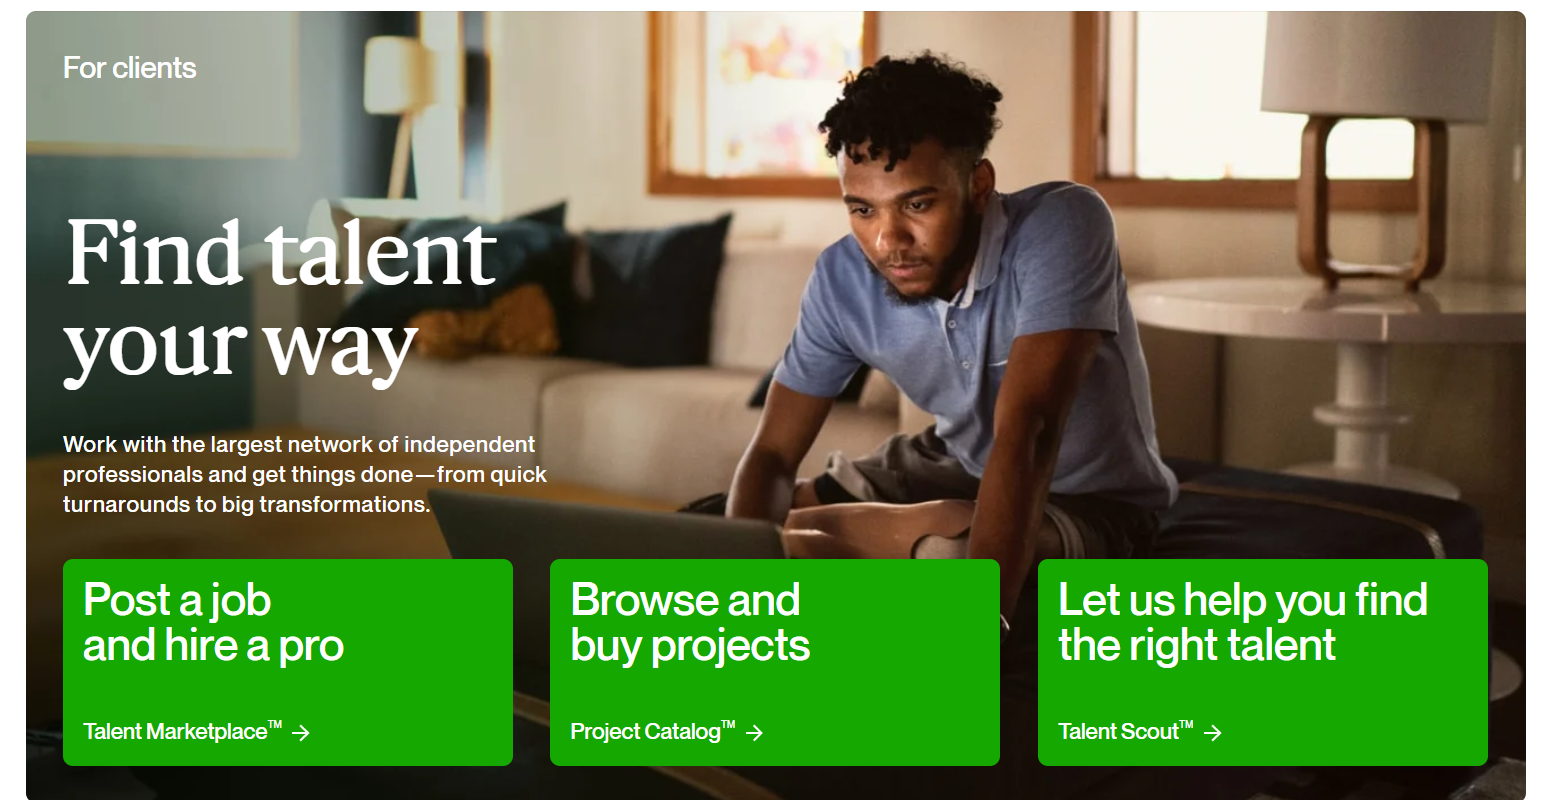 For clients
Find talent
your way
Work with the largest network of independent
professionals and get things done—from quick
turnarounds to big transformations.
Post a job
and hire a pro
Talent Marketplace™ →
Browse and
buy projects
Project Catalog™ →
Let us help you find
the right talent
Talent Scout™ →